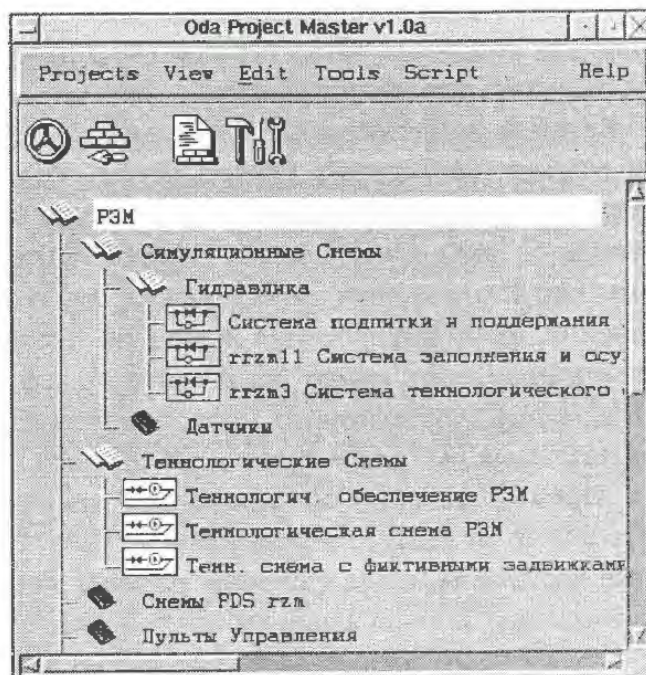 Oda Project Master v1.0a
Projects View Edit Tools Script Help
РЗМ
Симуляционные Схемы
Гидравлика
Система подпитки и поддержания
rrzm11 Система заполнения и осу
rrzm3 Система технологического
Датчики
Технологические Схемы
Технологич. обеспечение РЗМ
Технологическая схема РЗМ
Техн. схема с фиктивными задвижками
Схемы PDS rzm
Пульты Управления